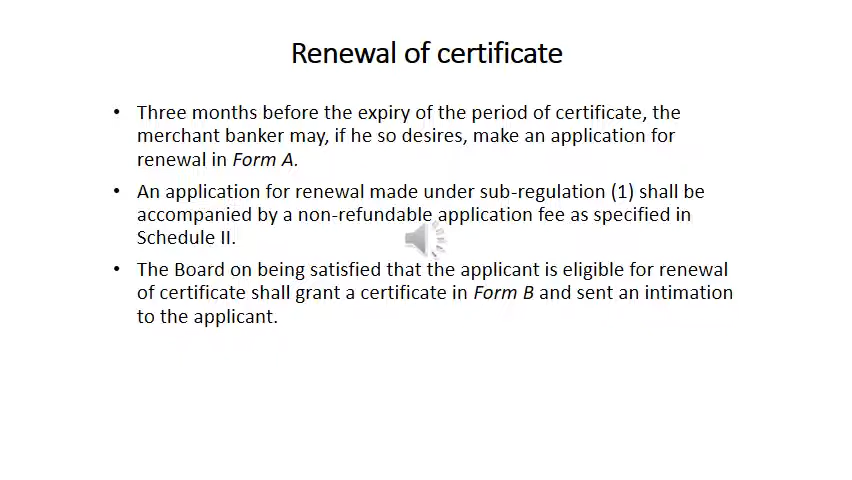 Renewal of certificate
• Three months before the expiry of the period of certificate, the
merchant banker may, if he so desires, make an application for
renewal in Form A.
• An application for renewal made under sub-regulation (1) shall be
accompanied by a non-refundable application fee as specified in
Schedule II.
• The Board on being satisfied that the applicant is eligible for renewal
of certificate shall grant a certificate in Form B and sent an intimation
to the applicant.